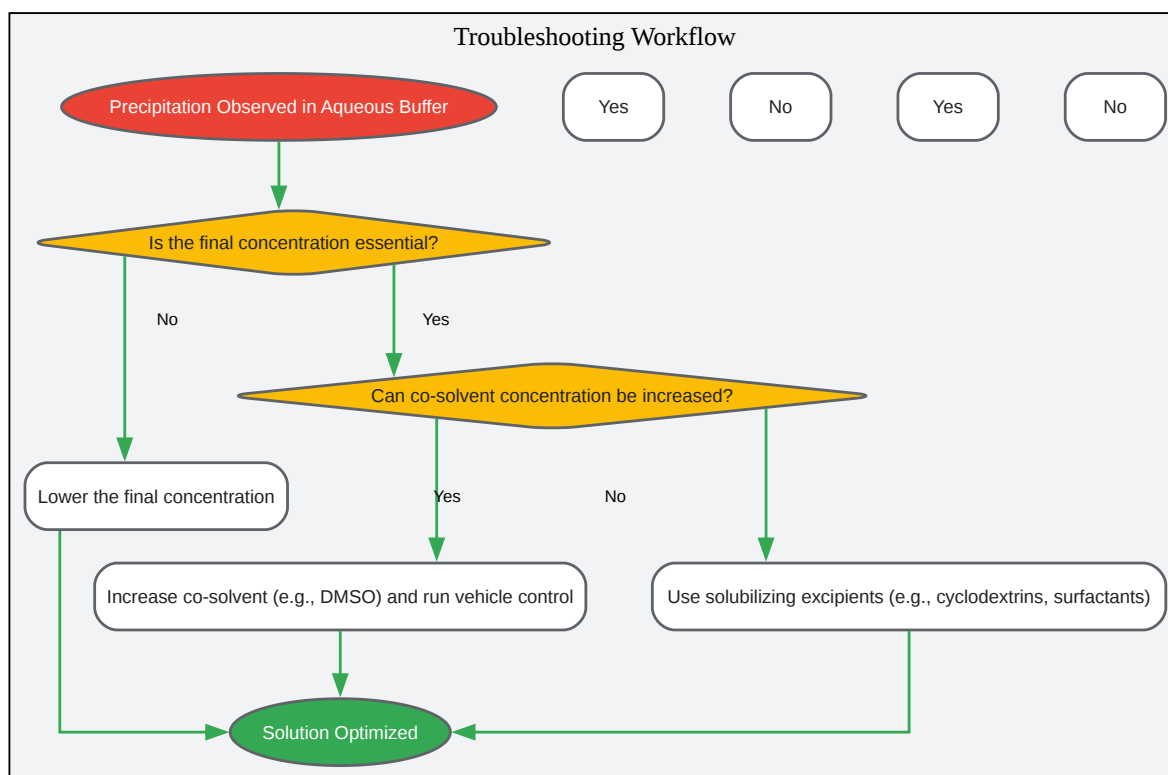 Troubleshooting Workflow
Precipitation Observed in Aqueous Buffer
Yes
No
Yes
No
Is the final concentration essential?
No
Yes
Can co-solvent concentration be increased?
Lower the final concentration
Yes
No
Increase co-solvent (e.g., DMSO) and run vehicle control
Use solubilizing excipients (e.g., cyclodextrins, surfactants)
Solution Optimized